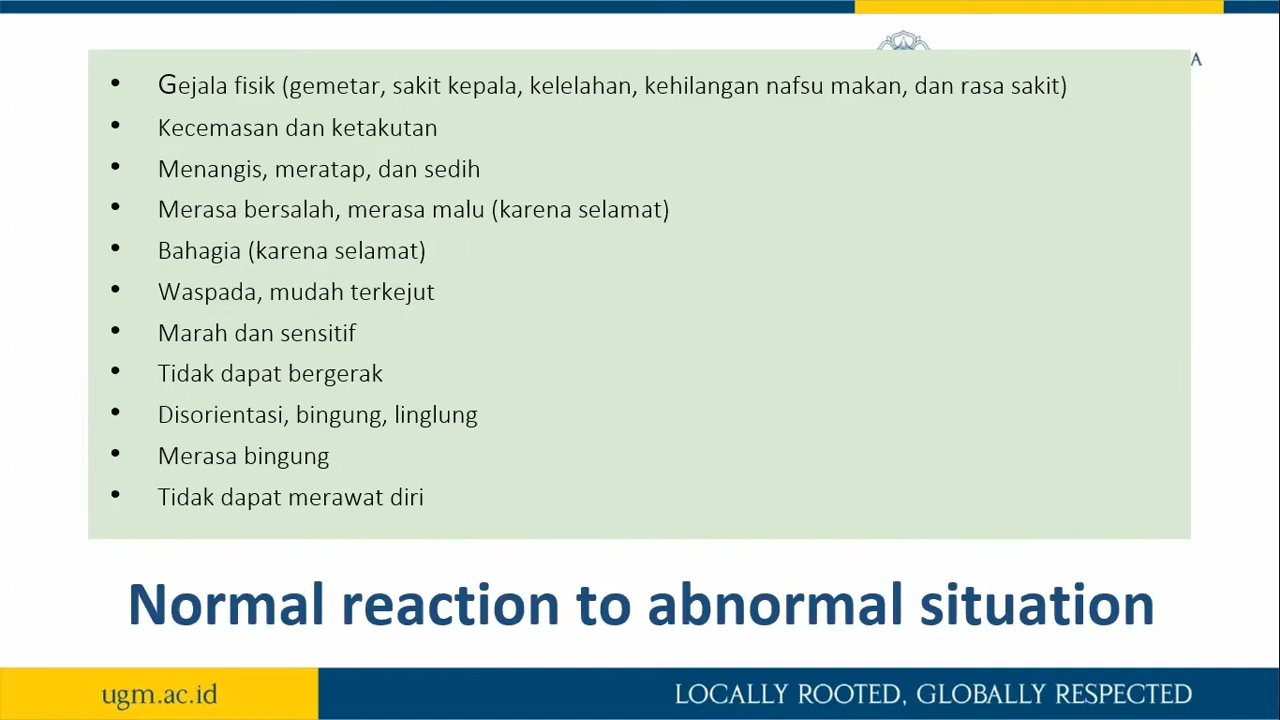 • Gejala fisik (gemetar, sakit kepala, kelelahan, kehilangan nafsu makan, dan rasa sakit)
• Kecemasan dan ketakutan
• Menangis, meratap, dan sedih
• Merasa bersalah, merasa malu (karena selamat)
• Bahagia (karena selamat)
• Waspada, mudah terkejut
• Marah dan sensitif
• Tidak dapat bergerak
• Disorientasi, bingung, linglung
• Merasa bingung
• Tidak dapat merawat diri
Normal reaction to abnormal situation
ugm.ac.id
LOCALLY ROOTED, GLOBALLY RESPECTED